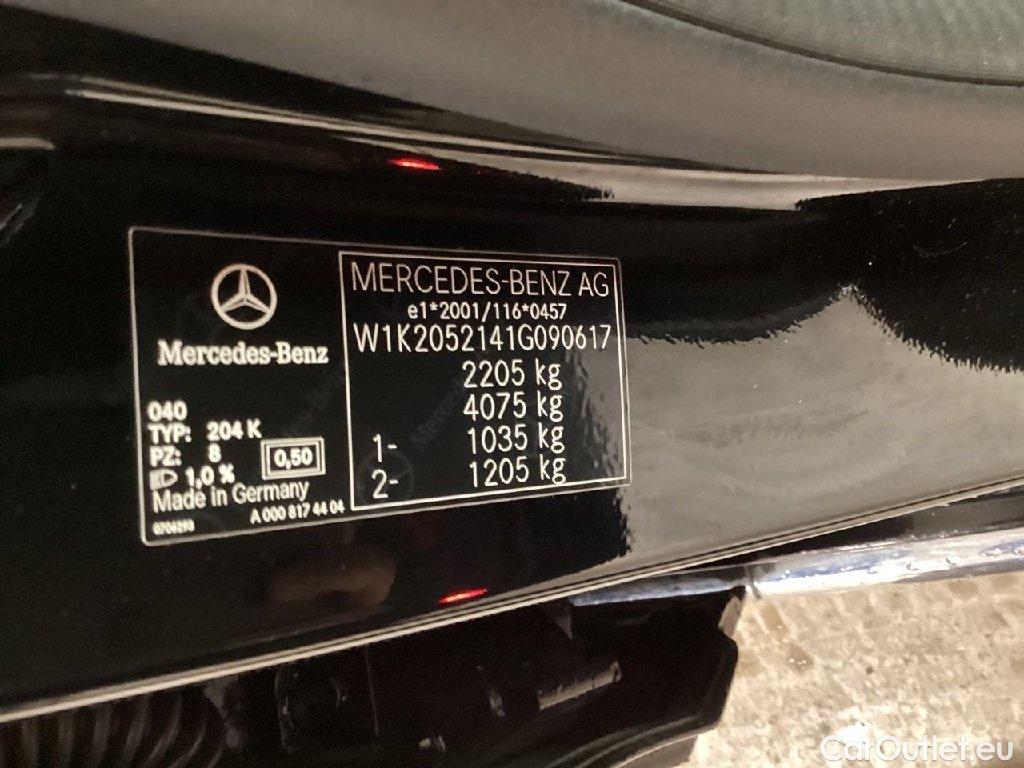 MERCEDES-BENZ AG
e1*2001/116*0457
W1K2052141G090617
2205 kg
4075 kg
1- 1035 kg
2- 1205 kg
Mercedes-Benz
040
TYP: 204 K
PZ: 8
0,50
1,0 %
Made in Germany
A 000 817 44 04
CarOutlet.eu